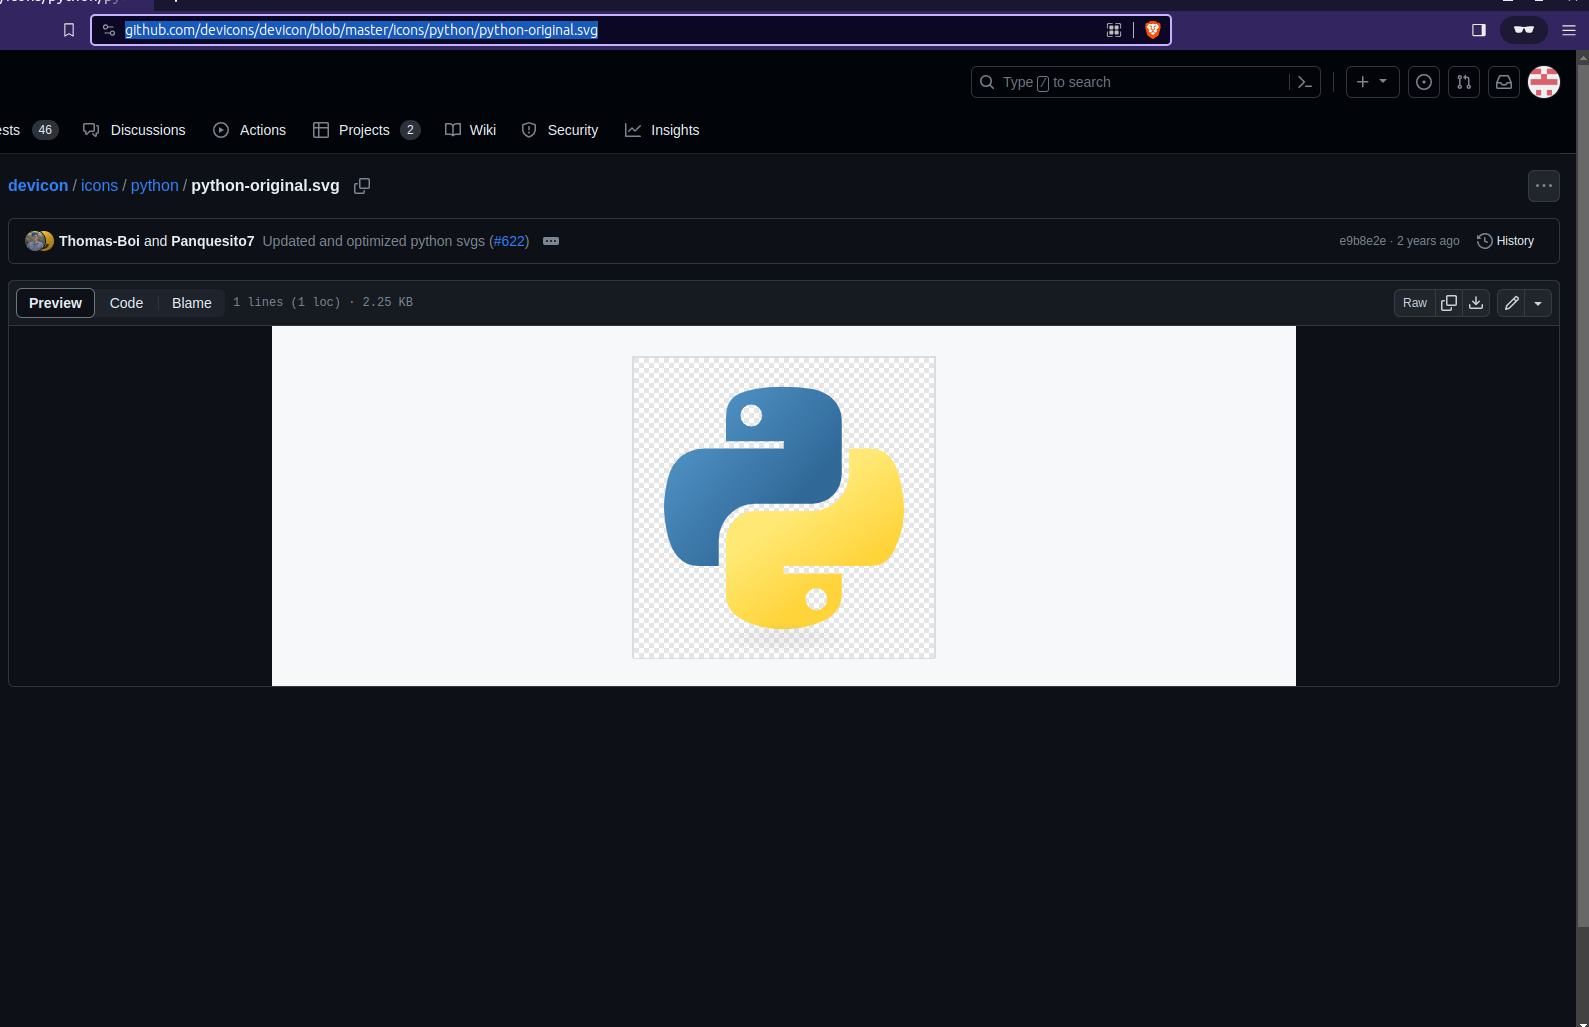 github.com/devicons/devicon/blob/master/icons/python/python-original.svg
Type / to search
ests 46 Discussions Actions Projects 2 Wiki Security Insights
devicon / icons / python / python-original.svg
Thomas-Boi and Panquesito7 Updated and optimized python svgs (#622) e9b8e2e · 2 years ago History
Preview Code Blame 1 lines (1 loc) · 2.25 KB Raw